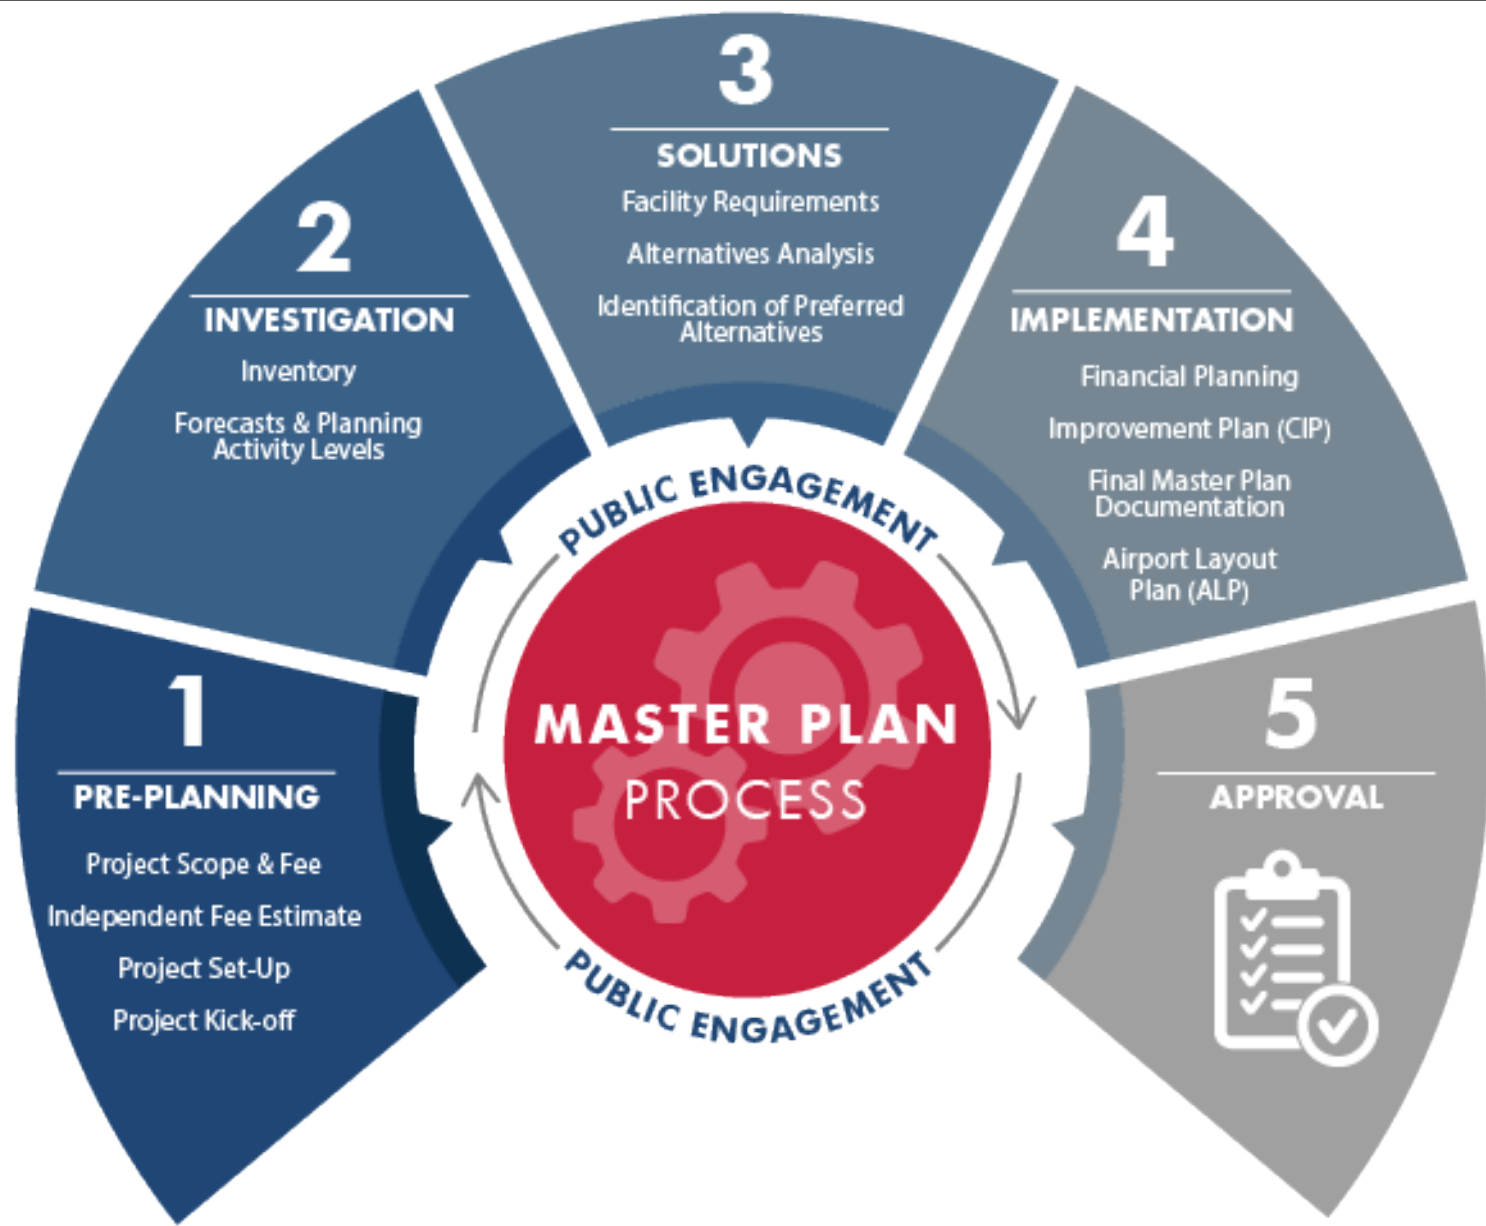 1
PRE-PLANNING
Project Scope & Fee
Independent Fee Estimate
Project Set-Up
Project Kick-off
2
INVESTIGATION
Inventory
Forecasts & Planning
Activity Levels
3
SOLUTIONS
Facility Requirements
Alternatives Analysis
Identification of Preferred
Alternatives
4
IMPLEMENTATION
Financial Planning
Improvement Plan (CIP)
Final Master Plan
Documentation
Airport Layout
Plan (ALP)
5
APPROVAL
PUBLIC ENGAGEMENT
MASTER PLAN
PROCESS
PUBLIC ENGAGEMENT